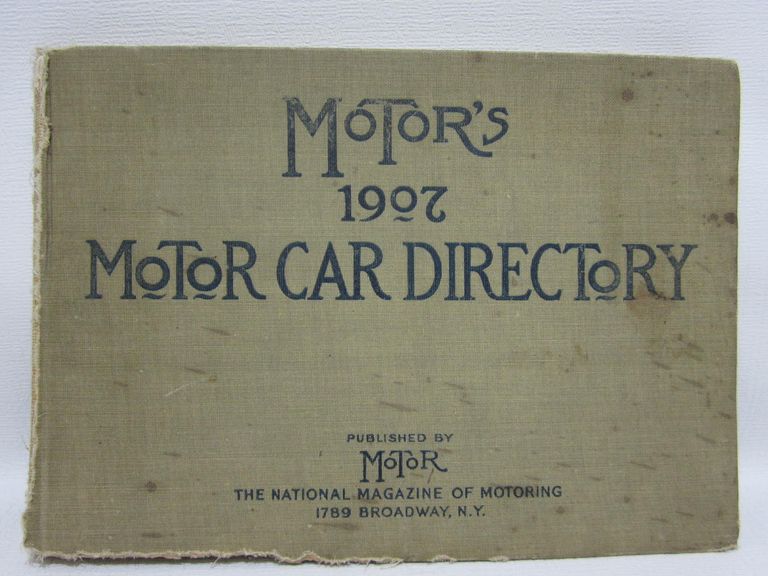 MOTOR'S
1907
MOTOR CAR DIRECTORY
PUBLISHED BY
MOTOR
THE NATIONAL MAGAZINE OF MOTORING
1789 BROADWAY, N.Y.